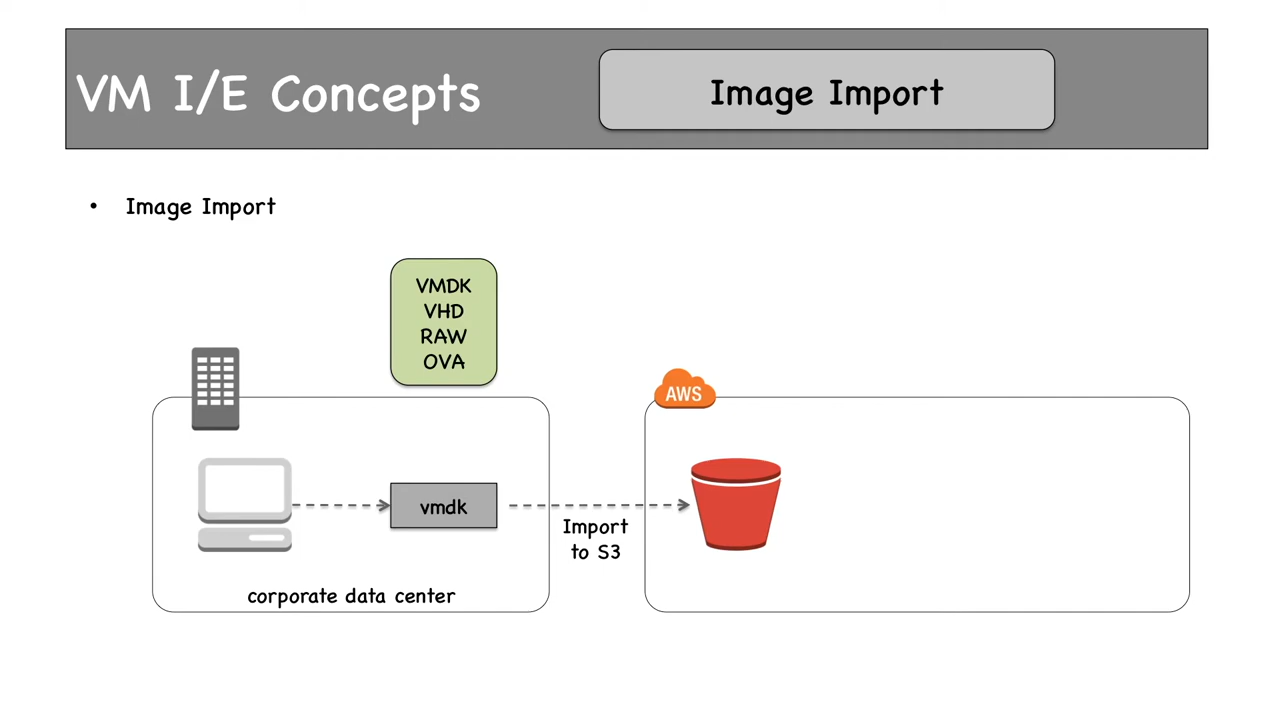 VM I/E Concepts
Image Import
• Image Import
VMDK
VHD
RAW
OVA
AWS
vmdk
Import
to S3
corporate data center